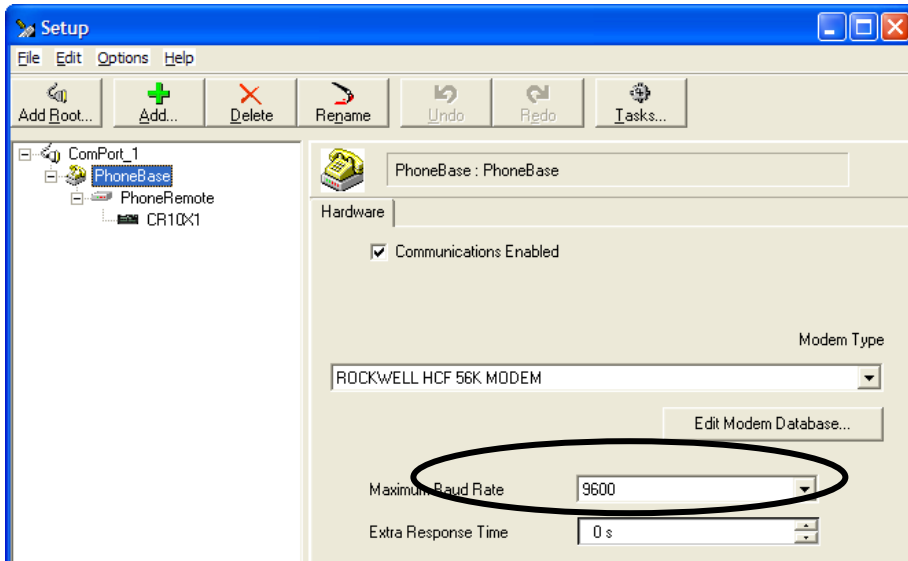 Setup
File Edit Options Help
Add Root... Add... Delete Rename Undo Redo Tasks...
ComPort_1
PhoneBase
PhoneRemote
CR10X1
PhoneBase : PhoneBase
Hardware
Communications Enabled
Modem Type
ROCKWELL HCF 56K MODEM
Edit Modem Database...
Maximum Baud Rate 9600
Extra Response Time 0 s